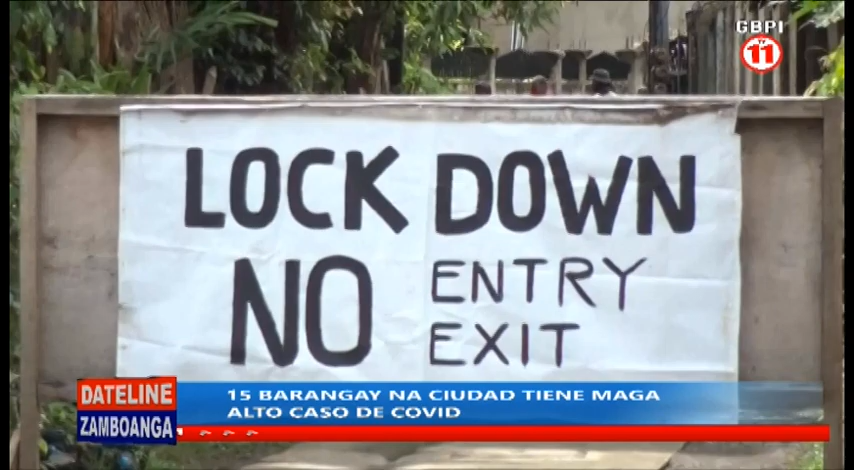 GBPI
TV
11
LOCK DOWN
NO ENTRY
EXIT
DATELINE
ZAMBOANGA
15 BARANGAY NA CIUDAD TIENE MAGA
ALTO CASO DE COVID